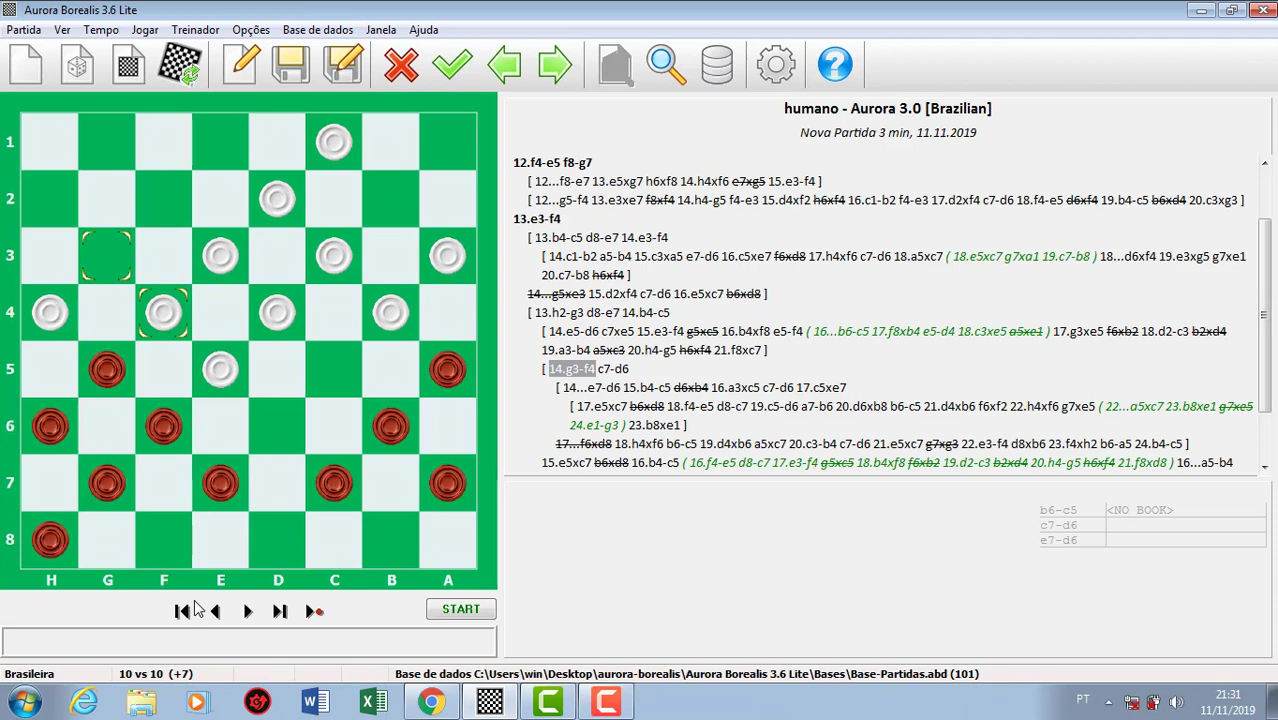 Aurora Borealis 3.6 Lite
Partida Ver Tempo Jogar Treinador Opções Base de dados Janela Ajuda
humano - Aurora 3.0 [Brazilian]
Nova Partida 3 min, 11.11.2019
12.f4-e5 f8-g7
[ 12...f8-e7 13.e5xg7 h6xf8 14.h4xf6 e7xg5 15.e3-f4 ]
[ 12...g5-f4 13.e3xe7 f8xf4 14.h4-g5 f4-e3 15.d4xf2 h6xf4 16.c1-b2 f4-e3 17.d2xf4 c7-d6 18.f4-e5 d6xf4 19.b4-c5 b6xd4 20.c3xg3 ]
13.e3-f4
[ 13.b4-c5 d8-e7 14.e3-f4
[ 14.c1-b2 a5-b4 15.c3xa5 e7-d6 16.c5xe7 f6xd8 17.h4xf6 c7-d6 18.a5xc7 ( 18.e5xc7 g7xa1 19.c7-b8 ) 18...d6xf4 19.e3xg5 g7xe1
20.c7-b8 h6xf4 ]
14...g5xe3 15.d2xf4 c7-d6 16.e5xc7 b6xd8 ]
[ 13.h2-g3 d8-e7 14.b4-c5
[ 14.e5-d6 c7xe5 15.e3-f4 g5xc5 16.b4xf8 e5-f4 ( 16...b6-c5 17.f8xb4 e5-d4 18.c3xe5 a5xe1 ) 17.g3xe5 f6xb2 18.d2-c3 b2xd4
19.a3-b4 a5xc3 20.h4-g5 h6xf4 21.f8xc7 ]
[ 14.g3-f4 c7-d6
[ 14...e7-d6 15.b4-c5 d6xb4 16.a3xc5 c7-d6 17.c5xe7
[ 17.e5xc7 b6xd8 18.f4-e5 d8-c7 19.c5-d6 a7-b6 20.d6xb8 b6-c5 21.d4xb6 f6xf2 22.h4xf6 g7xe5 ( 22...a5xc7 23.b8xe1 g7xe5
24.e1-g3 ) 23.b8xe1 ]
17...f6xd8 18.h4xf6 b6-c5 19.d4xb6 a5xc7 20.c3-b4 c7-d6 21.e5xc7 g7xg3 22.e3-f4 d8xb6 23.f4xh2 b6-a5 24.b4-c5 ]
15.e5xc7 b6xd8 16.b4-c5 ( 16.f4-e5 d8-c7 17.e3-f4 g5xc5 18.b4xf8 f6xb2 19.d2-c3 b2xd4 20.h4-g5 h6xf4 21.f8xd8 ) 16...a5-b4
1
2
3
4
5
6
7
8
H G F E D C B A
START
b6-c5 <NO BOOK>
c7-d6
e7-d6
Brasileira 10 vs 10 (+7) Base de dados C:\Users\win\Desktop\aurora-borealis\Aurora Borealis 3.6 Lite\Bases\Base-Partidas.abd (101)
PT 21:31
11/11/2019